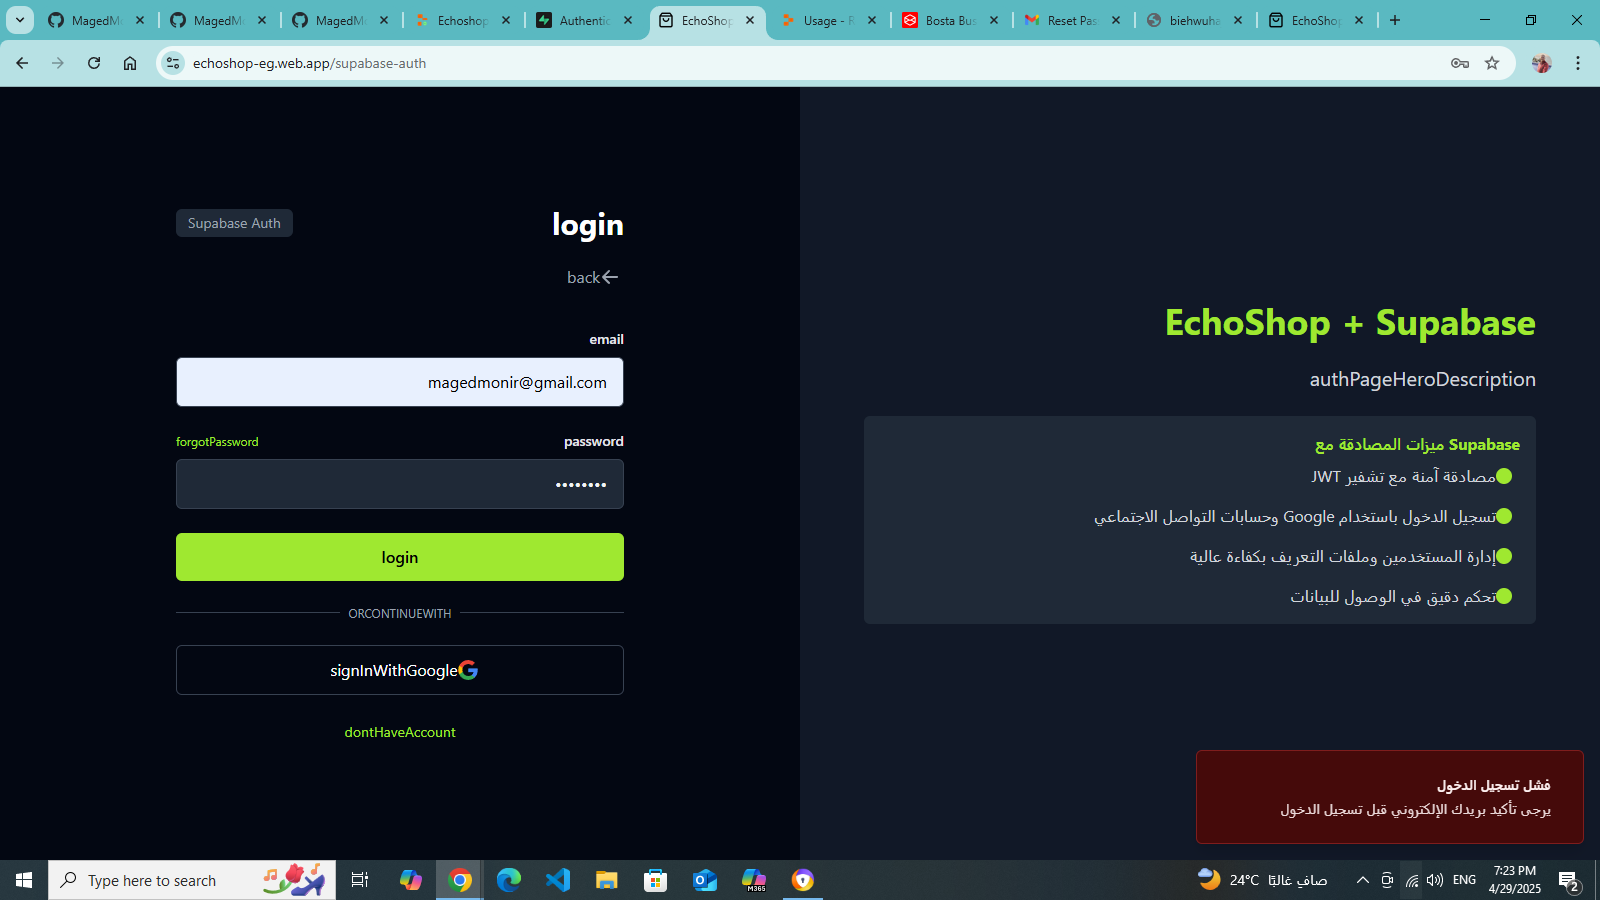 MagedMo
MagedMo
MagedMo
Echoshop
Authentic
EchoShop
Usage - R
Bosta Bus
Reset Pas
biehwuha
EchoShop
echoshop-eg.web.app/supabase-auth
Supabase Auth
login
back
email
magedmonir@gmail.com
forgotPassword
password
••••••••
login
ORCONTINUEWITH
signInWithGoogle
dontHaveAccount
EchoShop + Supabase
authPageHeroDescription
ميزات المصادقة مع Supabase
مصادقة آمنة مع تشفير JWT
تسجيل الدخول باستخدام Google وحسابات التواصل الاجتماعي
إدارة المستخدمين وملفات التعريف بكفاءة عالية
تحكم دقيق في الوصول للبيانات
فشل تسجيل الدخول
يرجى تأكيد بريدك الإلكتروني قبل تسجيل الدخول
Type here to search
M365
24°C صافٍ غالبًا
ENG
7:23 PM
4/29/2025
2